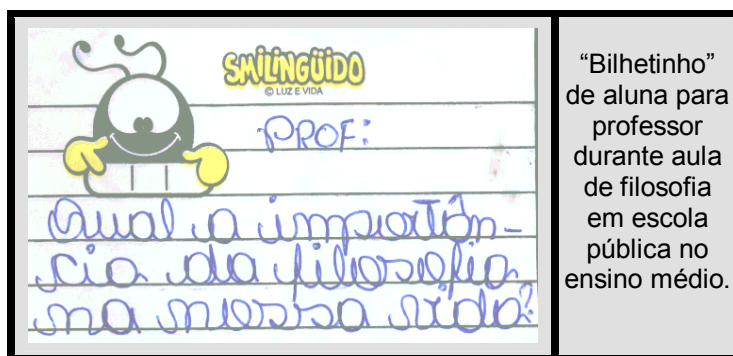 SMILINGÜIDO
© LUZ E VIDA
PROF:
Qual a importân-
cia da filosofia
na nossa vida?
“Bilhetinho”
de aluna para
professor
durante aula
de filosofia
em escola
pública no
ensino médio.